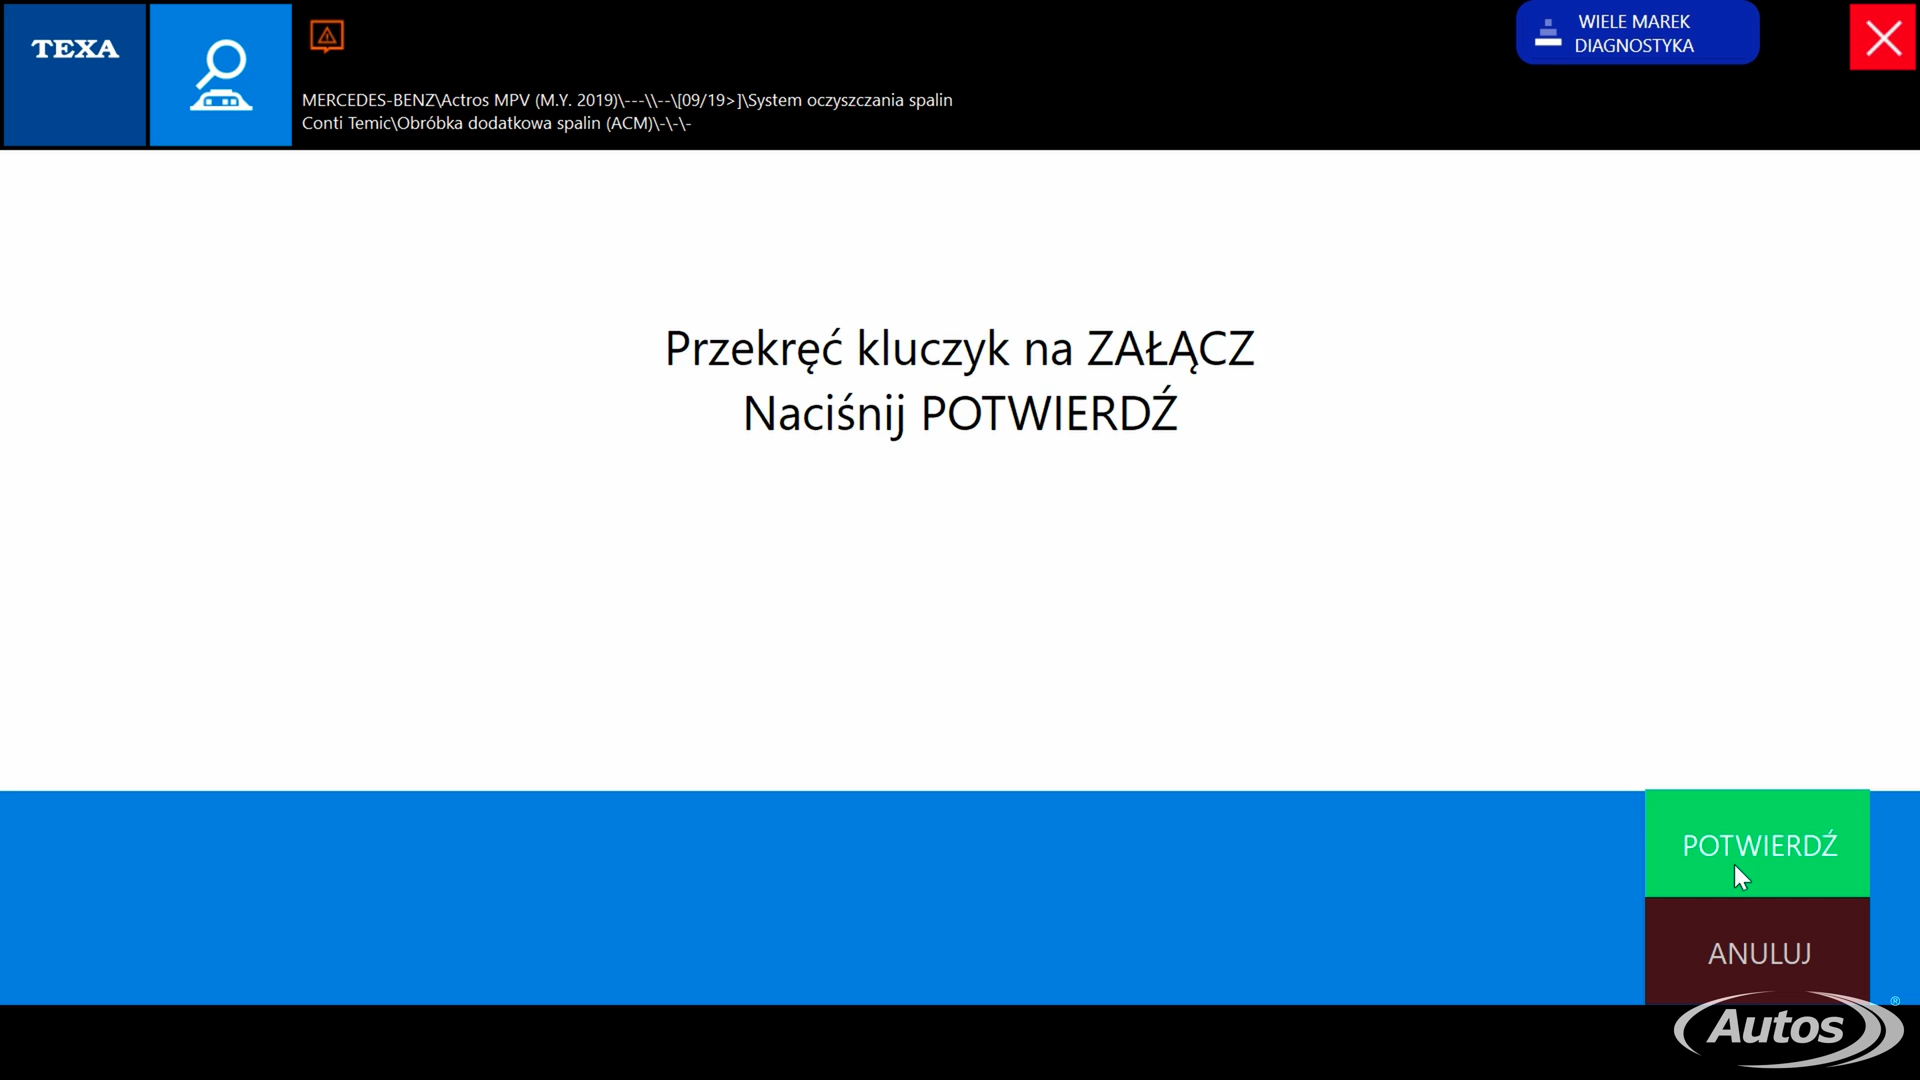 TEXA
MERCEDES-BENZ\Actros MPV (M.Y. 2019)\---\\--\[09/19>]\System oczyszczania spalin
Conti Temic\Obróbka dodatkowa spalin (ACM)\-\-\-
WIELE MAREK
DIAGNOSTYKA
Przekręć kluczyk na ZAŁĄCZ
Naciśnij POTWIERDŹ
POTWIERDŹ
ANULUJ
Autos®